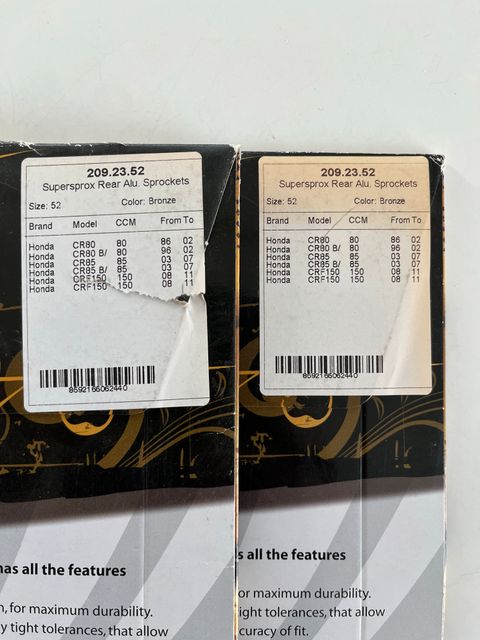 209.23.52
Supersprox Rear Alu. Sprockets
Size: 52 Color: Bronze
Brand Model CCM From To
Honda CR80 80 86 02
Honda CR80 B/ 80 96 02
Honda CR85 85 03 07
Honda CR85 B/ 85 03 07
Honda CRF150 150 08 11
Honda CRF150 150 08 11
8592166062440
has all the features
n, for maximum durability.
y tight tolerances, that allow
209.23.52
Supersprox Rear Alu. Sprockets
Size: 52 Color: Bronze
Brand Model CCM From To
Honda CR80 80 86 02
Honda CR80 B/ 80 96 02
Honda CR85 85 03 07
Honda CR85 B/ 85 03 07
Honda CRF150 150 08 11
Honda CRF150 150 08 11
8592166062440
s all the features
or maximum durability.
ight tolerances, that allow
curacy of fit.